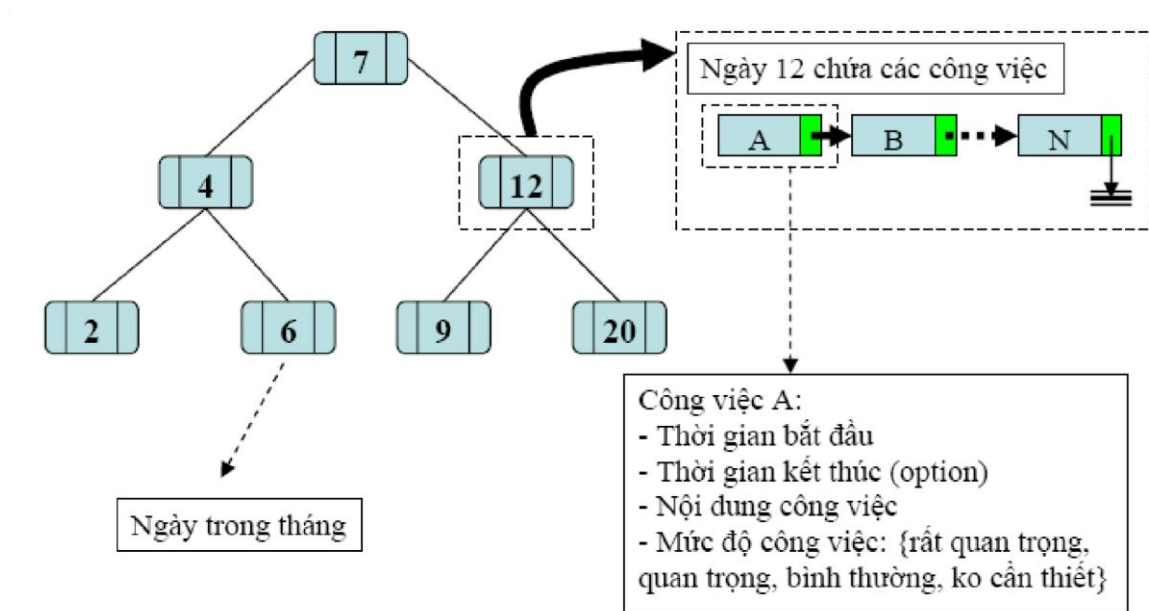 7
Ngày 12 chứa các công việc
A
B
N
4
12
2
6
9
20
Công việc A:
- Thời gian bắt đầu
- Thời gian kết thúc (option)
- Nội dung công việc
- Mức độ công việc: {rất quan trọng,
quan trọng, bình thường, ko cần thiết}
Ngày trong tháng